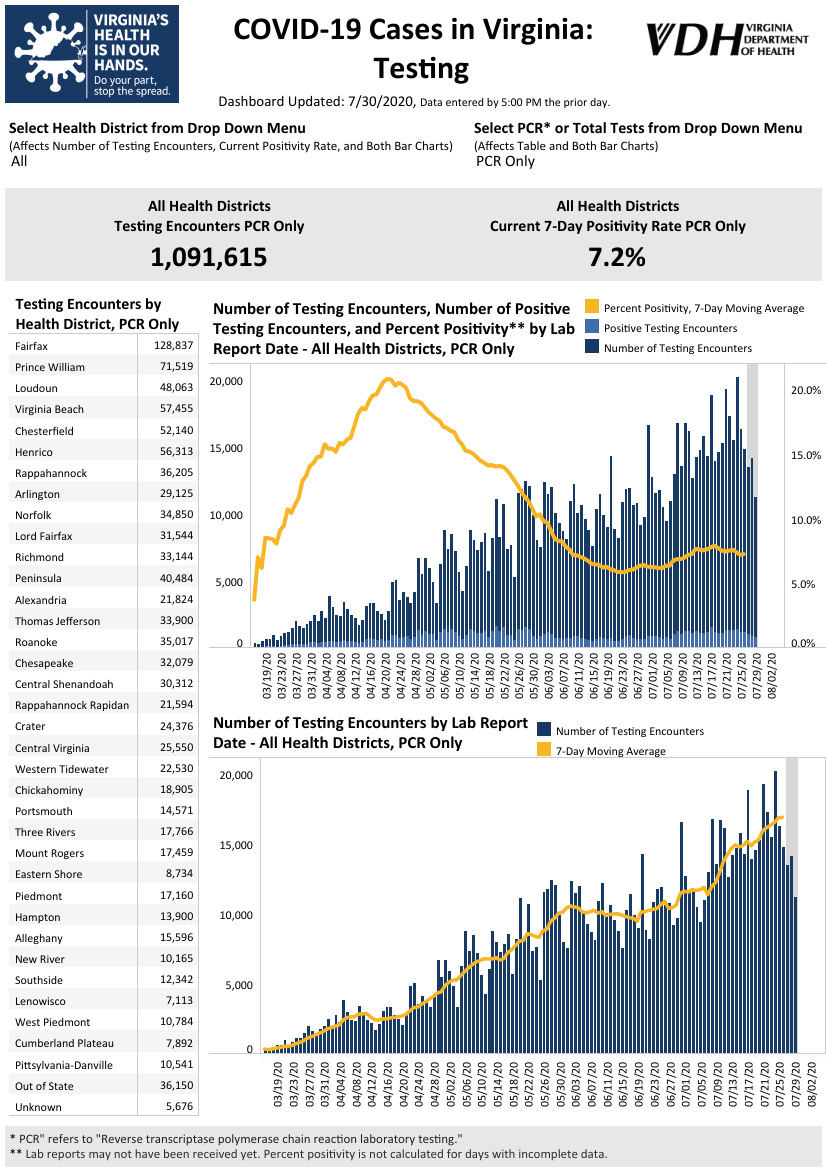 VIRGINIA'S
HEALTH
IS IN OUR
HANDS.
Do your part,
stop the spread.
COVID-19 Cases in Virginia:
Testing
VDH VIRGINIA
DEPARTMENT
OF HEALTH
Dashboard Updated: 7/30/2020, Data entered by 5:00 PM the prior day.
Select Health District from Drop Down Menu
(Affects Number of Testing Encounters, Current Positivity Rate, and Both Bar Charts)
All
Select PCR* or Total Tests from Drop Down Menu
(Affects Table and Both Bar Charts)
PCR Only
All Health Districts
Testing Encounters PCR Only
1,091,615
All Health Districts
Current 7-Day Positivity Rate PCR Only
7.2%
Testing Encounters by
Health District, PCR Only
Fairfax 128,837
Prince William 71,519
Loudoun 48,063
Virginia Beach 57,455
Chesterfield 52,140
Henrico 56,313
Rappahannock 36,205
Arlington 29,125
Norfolk 34,850
Lord Fairfax 31,544
Richmond 33,144
Peninsula 40,484
Alexandria 21,824
Thomas Jefferson 33,900
Roanoke 35,017
Chesapeake 32,079
Central Shenandoah 30,312
Rappahannock Rapidan 21,594
Crater 24,376
Central Virginia 25,550
Western Tidewater 22,530
Chickahominy 18,905
Portsmouth 14,571
Three Rivers 17,766
Mount Rogers 17,459
Eastern Shore 8,734
Piedmont 17,160
Hampton 13,900
Alleghany 15,596
New River 10,165
Southside 12,342
Lenowisco 7,113
West Piedmont 10,784
Cumberland Plateau 7,892
Pittsylvania-Danville 10,541
Out of State 36,150
Unknown 5,676
Number of Testing Encounters, Number of Positive
Testing Encounters, and Percent Positivity** by Lab
Report Date - All Health Districts, PCR Only
Percent Positivity, 7-Day Moving Average
Positive Testing Encounters
Number of Testing Encounters
20,000
15,000
10,000
5,000
0
20.0%
15.0%
10.0%
5.0%
0.0%
03/19/20
03/23/20
03/27/20
03/31/20
04/04/20
04/08/20
04/12/20
04/16/20
04/20/20
04/24/20
04/28/20
05/02/20
05/06/20
05/10/20
05/14/20
05/18/20
05/22/20
05/26/20
05/30/20
06/03/20
06/07/20
06/11/20
06/15/20
06/19/20
06/23/20
06/27/20
07/01/20
07/05/20
07/09/20
07/13/20
07/17/20
07/21/20
07/25/20
07/29/20
08/02/20
Number of Testing Encounters by Lab Report
Date - All Health Districts, PCR Only
Number of Testing Encounters
7-Day Moving Average
20,000
15,000
10,000
5,000
0
03/19/20
03/23/20
03/27/20
03/31/20
04/04/20
04/08/20
04/12/20
04/16/20
04/20/20
04/24/20
04/28/20
05/02/20
05/06/20
05/10/20
05/14/20
05/18/20
05/22/20
05/26/20
05/30/20
06/03/20
06/07/20
06/11/20
06/15/20
06/19/20
06/23/20
06/27/20
07/01/20
07/05/20
07/09/20
07/13/20
07/17/20
07/21/20
07/25/20
07/29/20
08/02/20
* PCR" refers to "Reverse transcriptase polymerase chain reaction laboratory testing."
** Lab reports may not have been received yet. Percent positivity is not calculated for days with incomplete data.